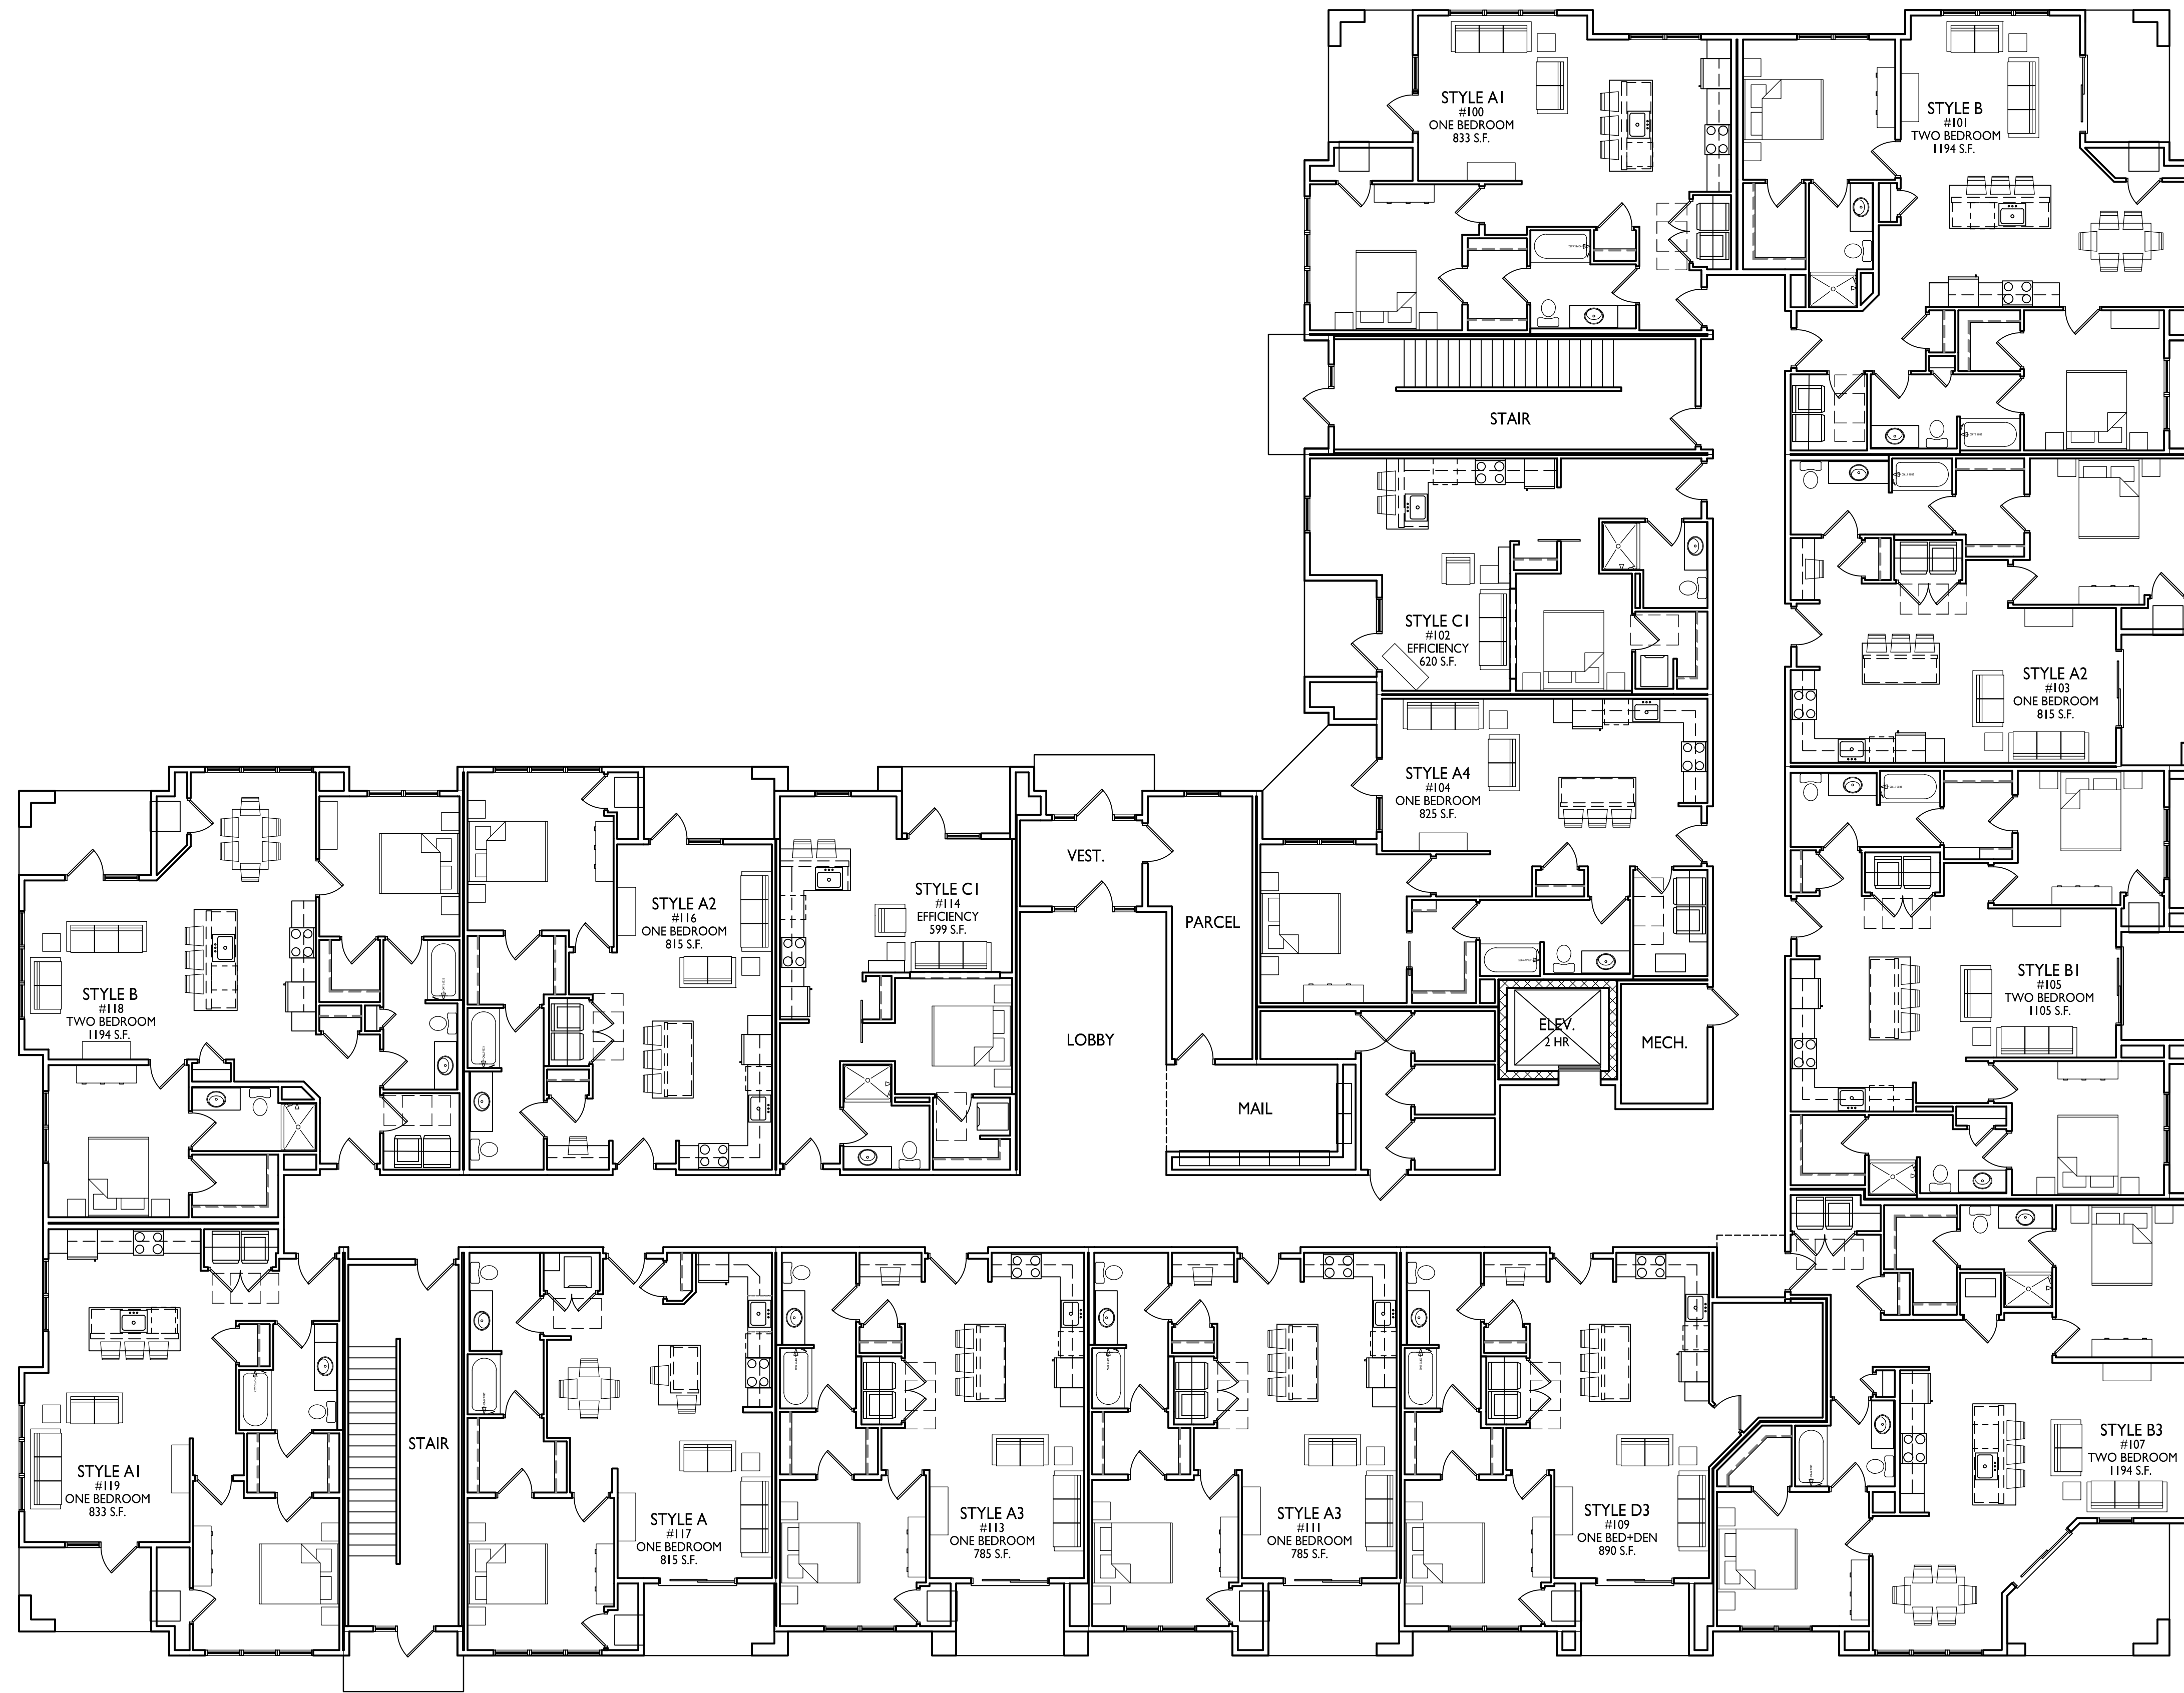 STYLE A1
#100
ONE BEDROOM
833 S.F.
STYLE B
#101
TWO BEDROOM
1194 S.F.
STAIR
STYLE C1
#102
EFFICIENCY
620 S.F.
STYLE A2
#103
ONE BEDROOM
815 S.F.
STYLE A4
#104
ONE BEDROOM
825 S.F.
STYLE B1
#105
TWO BEDROOM
1105 S.F.
VEST.
PARCEL
LOBBY
MAIL
ELEV.
2 HR
MECH.
STYLE C1
#114
EFFICIENCY
599 S.F.
STYLE A2
#116
ONE BEDROOM
815 S.F.
STYLE B
#118
TWO BEDROOM
1194 S.F.
STYLE A1
#119
ONE BEDROOM
833 S.F.
STAIR
STYLE A
#117
ONE BEDROOM
815 S.F.
STYLE A3
#113
ONE BEDROOM
785 S.F.
STYLE A3
#111
ONE BEDROOM
785 S.F.
STYLE D3
#109
ONE BED+DEN
890 S.F.
STYLE B3
#107
TWO BEDROOM
1194 S.F.